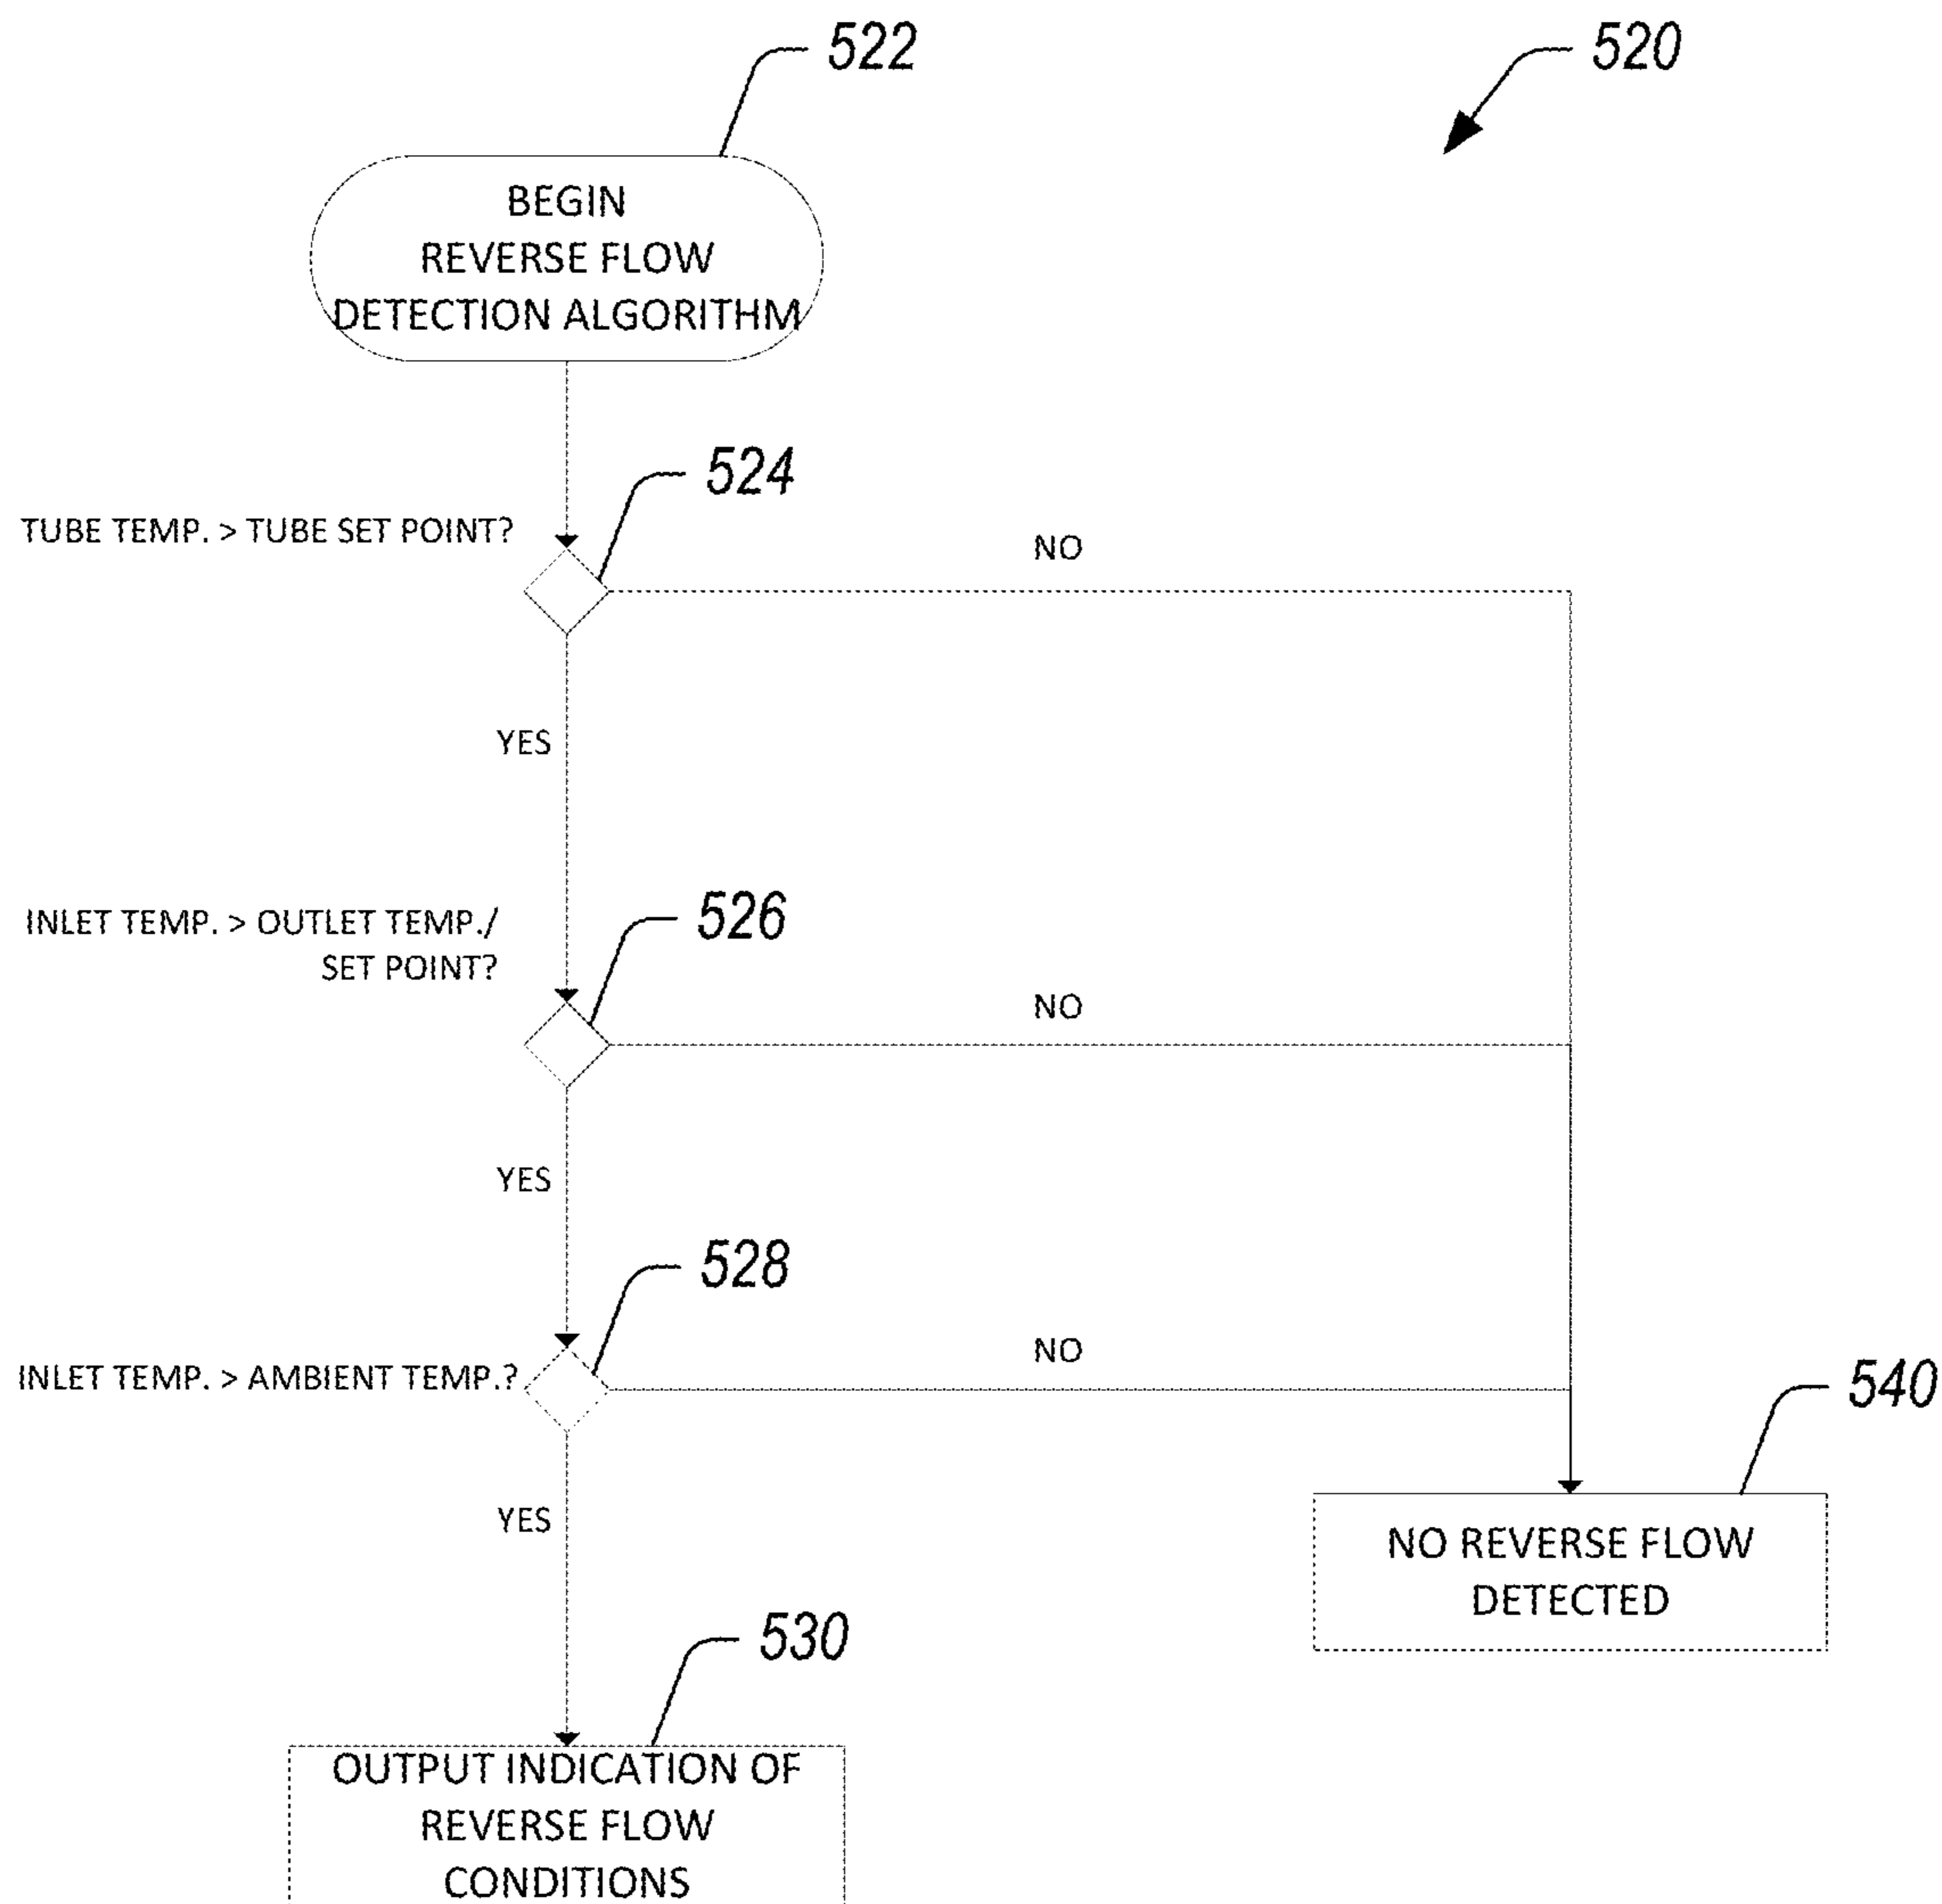 522
520
BEGIN
REVERSE FLOW
DETECTION ALGORITHM
524
TUBE TEMP. > TUBE SET POINT?
NO
YES
526
INLET TEMP. > OUTLET TEMP./
SET POINT?
NO
YES
528
INLET TEMP. > AMBIENT TEMP.?
NO
540
YES
NO REVERSE FLOW
DETECTED
530
OUTPUT INDICATION OF
REVERSE FLOW
CONDITIONS